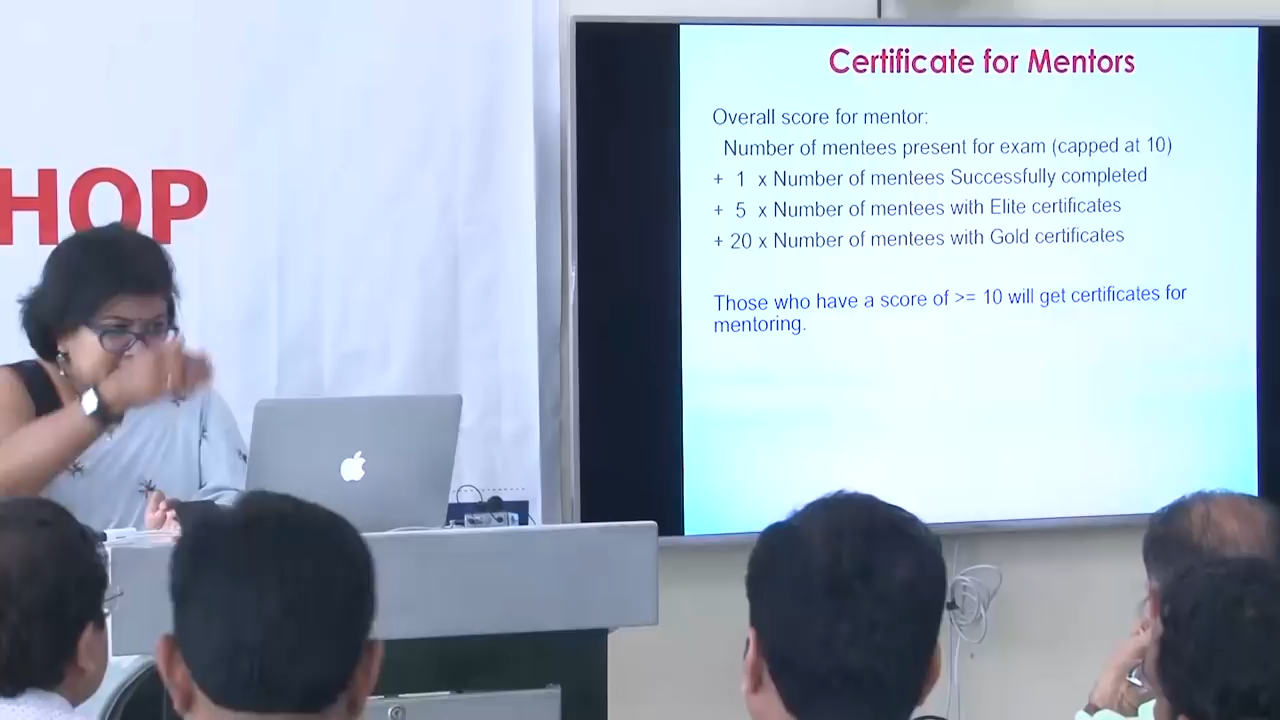 HOP
Certificate for Mentors
Overall score for mentor:
Number of mentees present for exam (capped at 10)
+ 1 x Number of mentees Successfully completed
+ 5 x Number of mentees with Elite certificates
+ 20 x Number of mentees with Gold certificates
Those who have a score of >= 10 will get certificates for
mentoring.